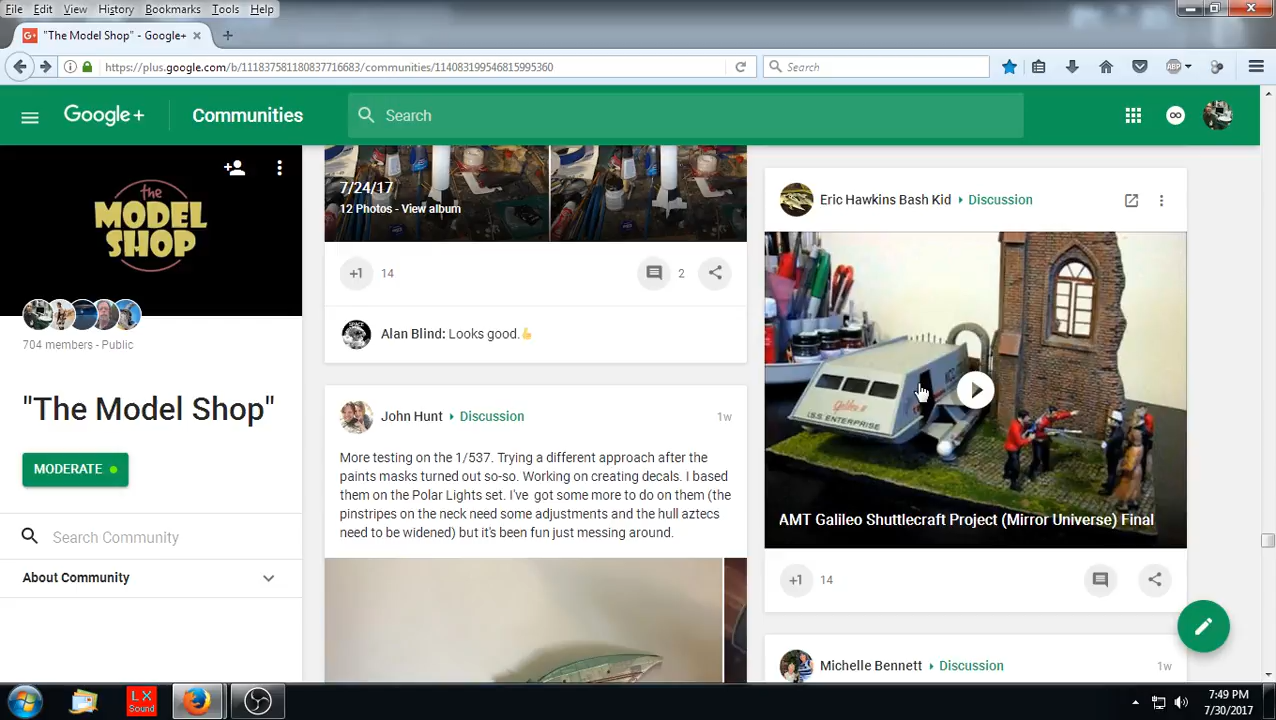 File Edit View History Bookmarks Tools Help
"The Model Shop" - Google+
https://plus.google.com/b/111837581180837716683/communities/114083199546815995360
Search
ABP
Google+
Communities
Search
the
MODEL
SHOP
704 members - Public
"The Model Shop"
MODERATE
Search Community
About Community
7/24/17
12 Photos - View album
+1 14
2
Alan Blind: Looks good.👍
John Hunt Discussion
1w
More testing on the 1/537. Trying a different approach after the
paints masks turned out so-so. Working on creating decals. I based
them on the Polar Lights set. I've got some more to do on them (the
pinstripes on the neck need some adjustments and the hull aztecs
need to be widened) but it's been fun just messing around.
Eric Hawkins Bash Kid Discussion
Galileo II
U.S.S. ENTERPRISE
NCC
AMT Galileo Shuttlecraft Project (Mirror Universe) Final
+1 14
Michelle Bennett Discussion
1w
LX
Sound
7:49 PM
7/30/2017